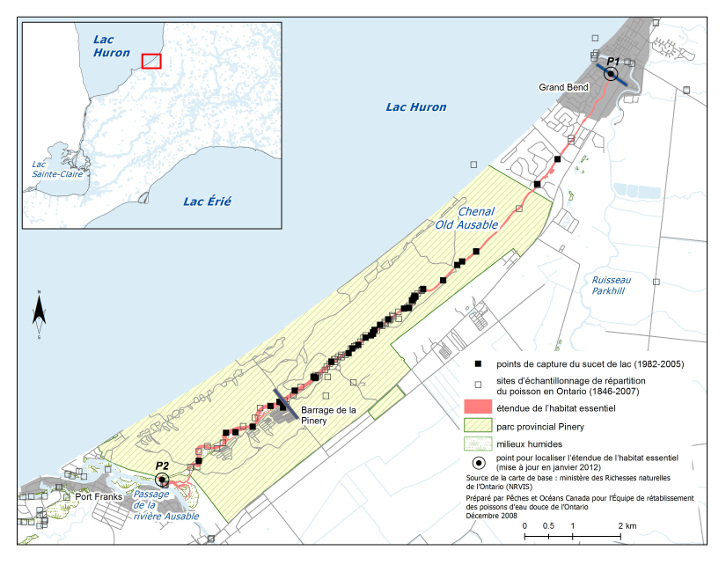 Lac
Huron
Lac
Sainte-Claire
Lac Érié
Lac Huron
P1
Grand Bend
Chenal
Old Ausable
Ruisseau
Parkhill
N
Barrage de la
Pinery
P2
Port Franks
Passage
de la
rivière Ausable
points de capture du sucet de lac (1982-2005)
sites d'échantillonnage de répartition
du poisson en Ontario (1846-2007)
étendue de l'habitat essentiel
parc provincial Pinery
milieux humides
point pour localiser l'étendue de l'habitat essentiel
(mise à jour en janvier 2012)
Source de la carte de base : ministère des Richesses naturelles
de l'Ontario (NRVIS)
Préparé par Pêches et Océans Canada pour l'Équipe de rétablissement
des poissons d'eau douce de l'Ontario
Décembre 2008
0 0.5 1 2 km